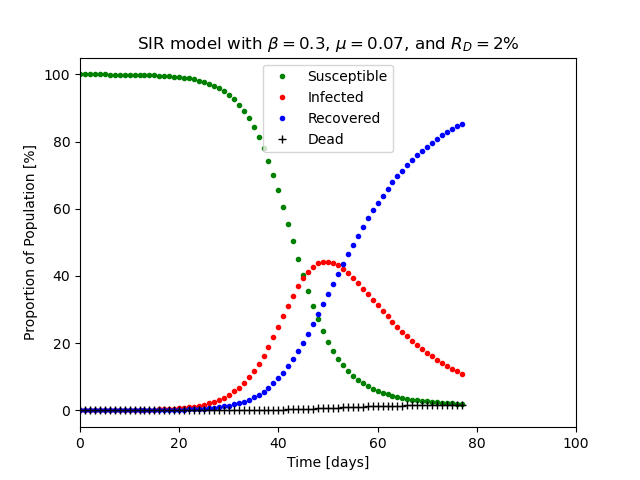 SIR model with β = 0.3, μ = 0.07, and R_D = 2%
Susceptible
Infected
Recovered
Dead
Proportion of Population [%]
100
80
60
40
20
0
0 20 40 60 80 100
Time [days]